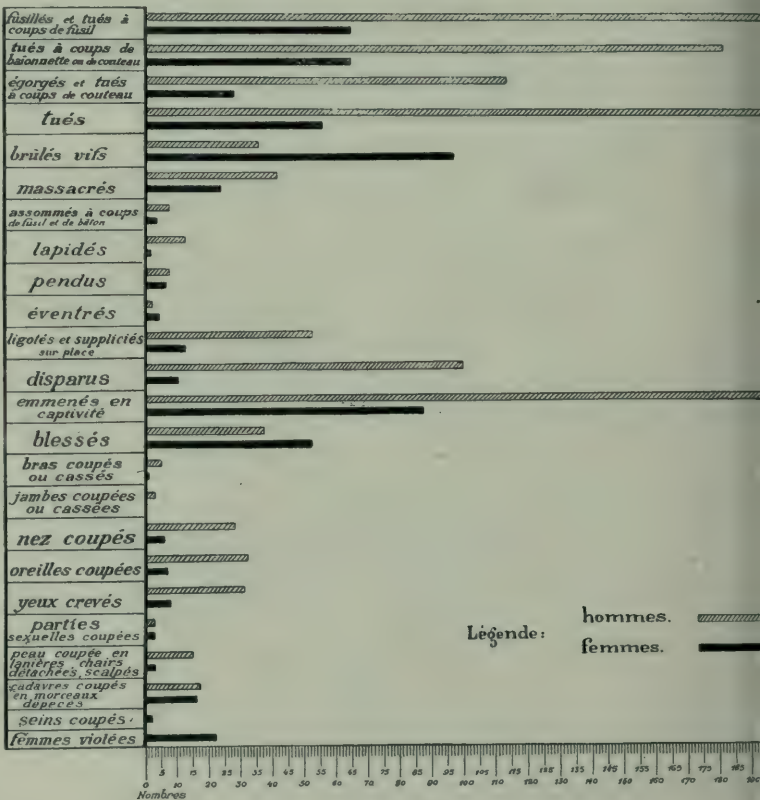 fusillés et tués à
coups de fusil
tués à coups de
baïonnette ou de couteau
égorgés et tués
à coups de couteau
tués
brûlés vifs
massacrés
assommés à coups
de fusil et de bâton
lapidés
pendus
éventrés
ligotés et suppliciés
sur place
disparus
emmenés en
captivité
blessés
bras coupés
ou cassés
jambes coupées
ou cassées
nez coupés
oreilles coupées
yeux crevés
parties
sexuelles coupées
peau coupée en
lanières, chairs
détachées, scalpés
cadavres coupés
en morceaux
dépecés
seins coupés
femmes violées
Légende:
hommes.
femmes.
5 15 25 35 45 55 65 75 85 95 105 115 125 135 145 155 165 175 185
0 10 20 30 40 50 60 70 80 90 100 110 120 130 140 150 160 170 180 190
Nombres